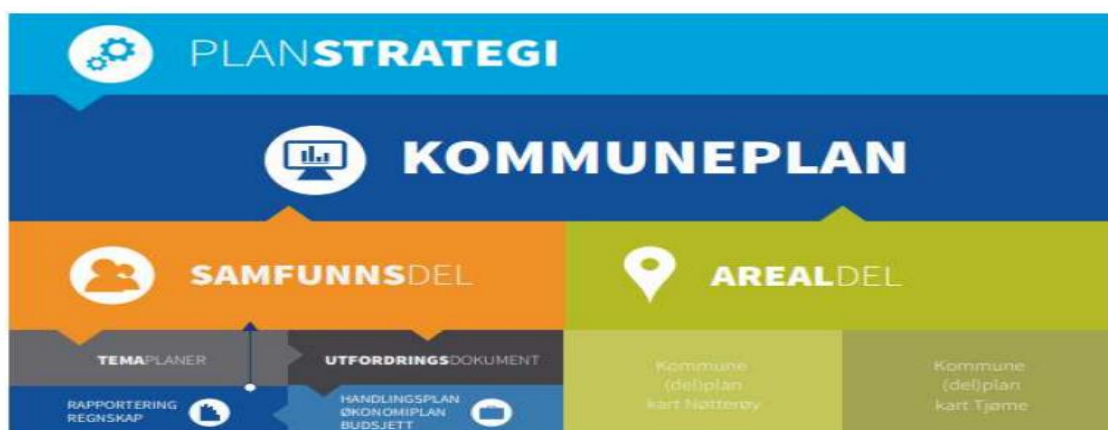 PLANSTRATEGI
KOMMUNEPLAN
SAMFUNNSDEL
AREALDEL
TEMAPLANER
UTFORDRINGSDOKUMENT
RAPPORTERING
REGNSKAP
HANDLINGSPLAN
ØKONOMIPLAN
BUDSJETT
Kommune
(del)plan
kart Nøtterøy
Kommune
(del)plan
kart Tjøme